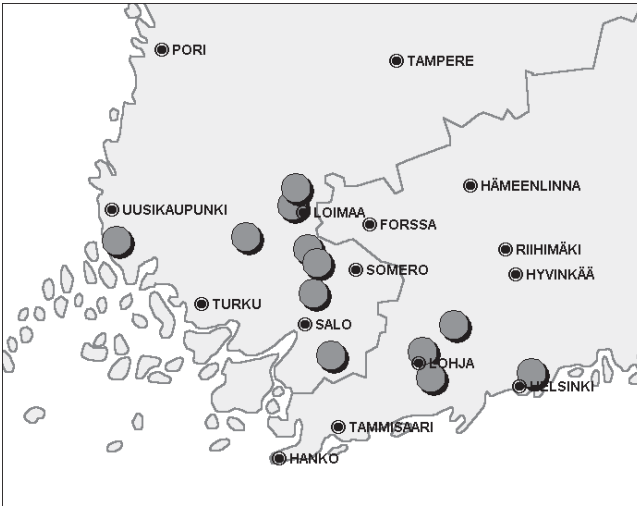 PORI
TAMPERE
HÄMEENLINNA
UUSIKAUPUNKI
LOIMAA
FORSSA
RIIHIMÄKI
SOMERO
HYVINKÄÄ
TURKU
SALO
LOHJA
HELSINKI
TAMMISAARI
HANKO